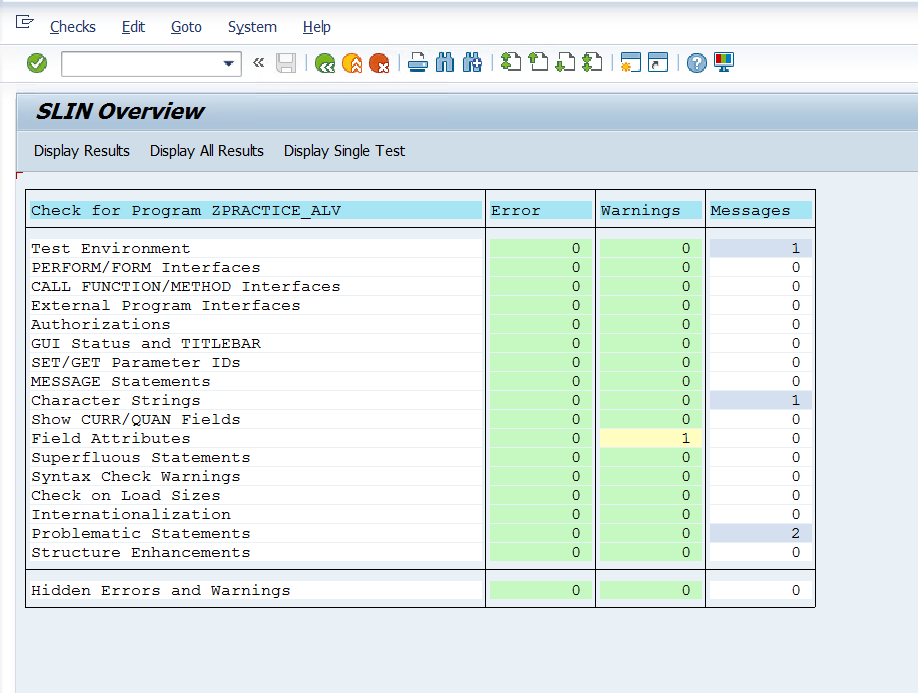 Checks Edit Goto System Help
SLIN Overview
Display Results Display All Results Display Single Test
Check for Program ZPRACTICE_ALV Error Warnings Messages
Test Environment 0 0 1
PERFORM/FORM Interfaces 0 0 0
CALL FUNCTION/METHOD Interfaces 0 0 0
External Program Interfaces 0 0 0
Authorizations 0 0 0
GUI Status and TITLEBAR 0 0 0
SET/GET Parameter IDs 0 0 0
MESSAGE Statements 0 0 0
Character Strings 0 0 1
Show CURR/QUAN Fields 0 0 0
Field Attributes 0 1 0
Superfluous Statements 0 0 0
Syntax Check Warnings 0 0 0
Check on Load Sizes 0 0 0
Internationalization 0 0 0
Problematic Statements 0 0 2
Structure Enhancements 0 0 0
Hidden Errors and Warnings 0 0 0